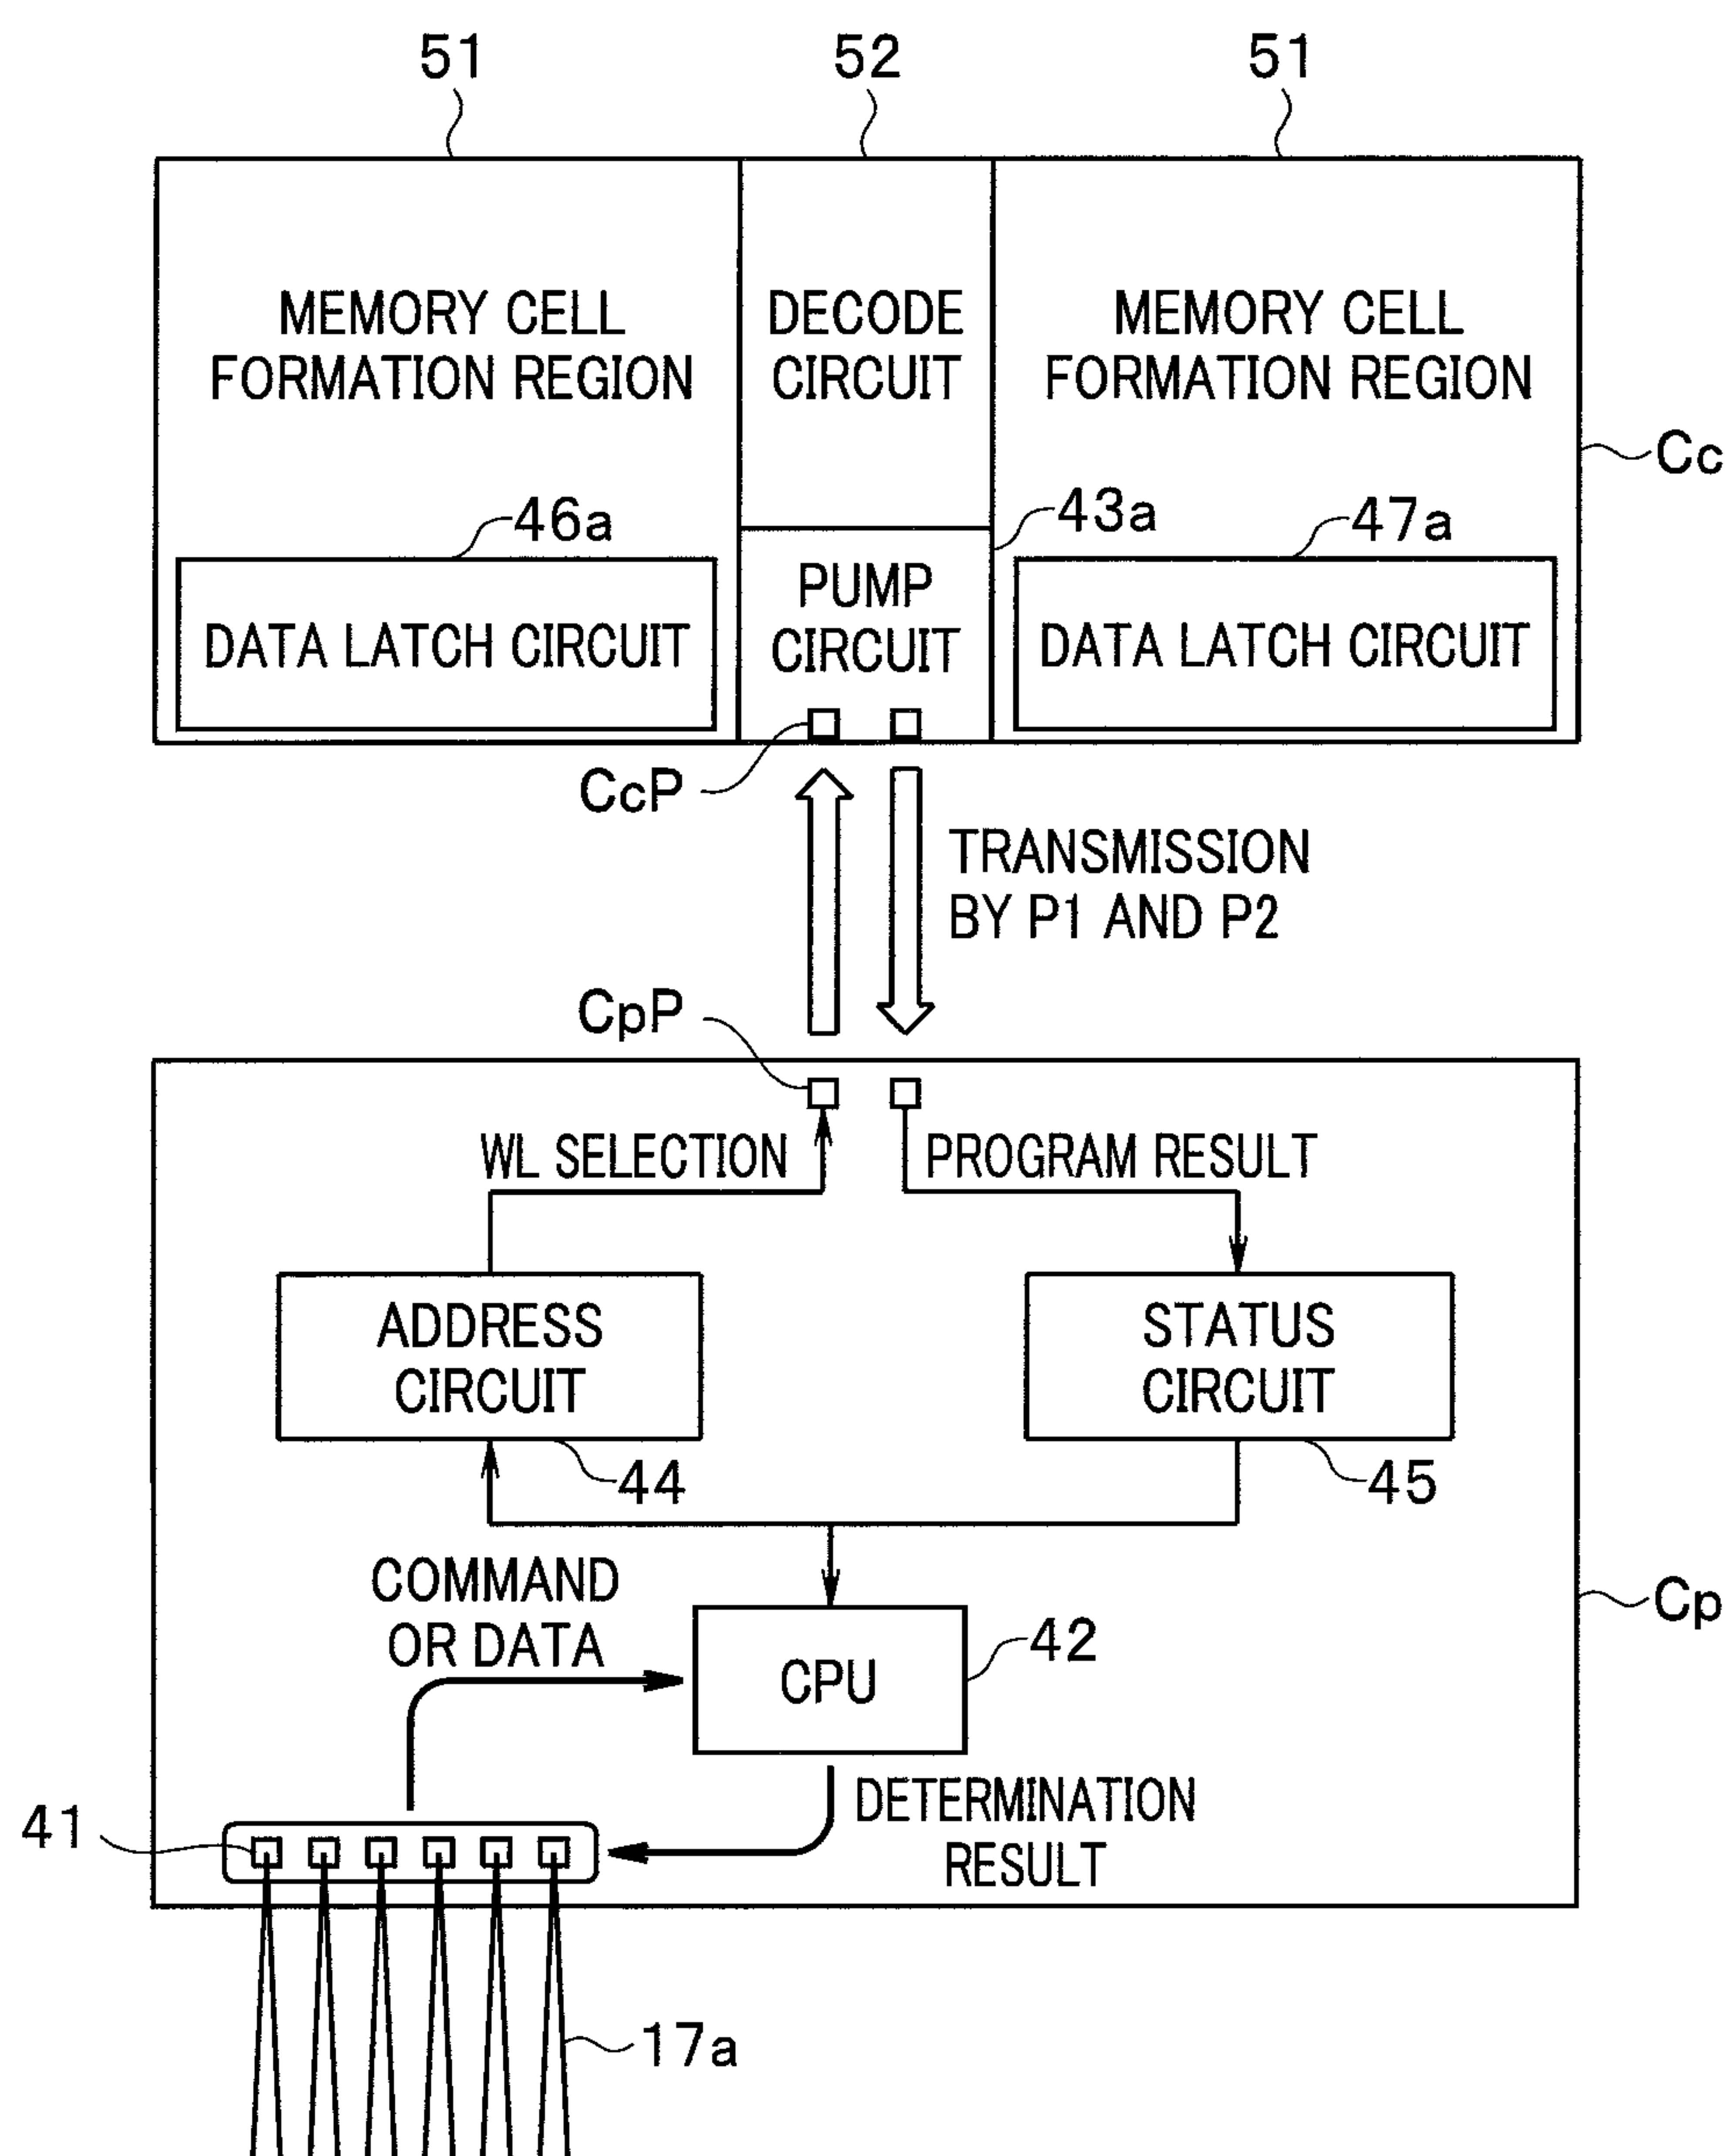 51
52
51
MEMORY CELL
FORMATION REGION
DECODE
CIRCUIT
MEMORY CELL
FORMATION REGION
Cc
46a
43a
47a
DATA LATCH CIRCUIT
PUMP
CIRCUIT
DATA LATCH CIRCUIT
CcP
TRANSMISSION
BY P1 AND P2
CpP
WL SELECTION
PROGRAM RESULT
ADDRESS
CIRCUIT
STATUS
CIRCUIT
44
45
COMMAND
OR DATA
Cp
42
CPU
DETERMINATION
RESULT
41
17a